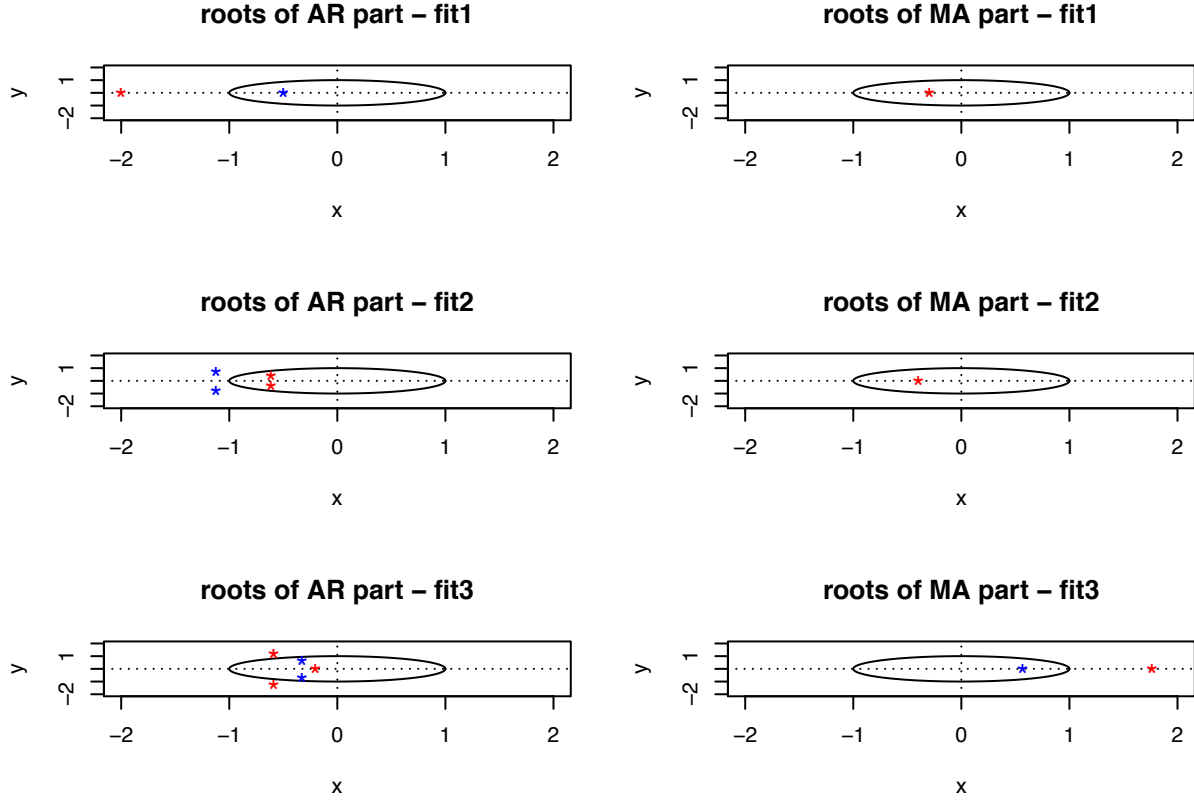 roots of AR part – fit1
y
1
−2
−2 −1 0 1 2
x
roots of MA part – fit1
y
1
−2
−2 −1 0 1 2
x
roots of AR part – fit2
y
1
−2
−2 −1 0 1 2
x
roots of MA part – fit2
y
1
−2
−2 −1 0 1 2
x
roots of AR part – fit3
y
1
−2
−2 −1 0 1 2
x
roots of MA part – fit3
y
1
−2
−2 −1 0 1 2
x